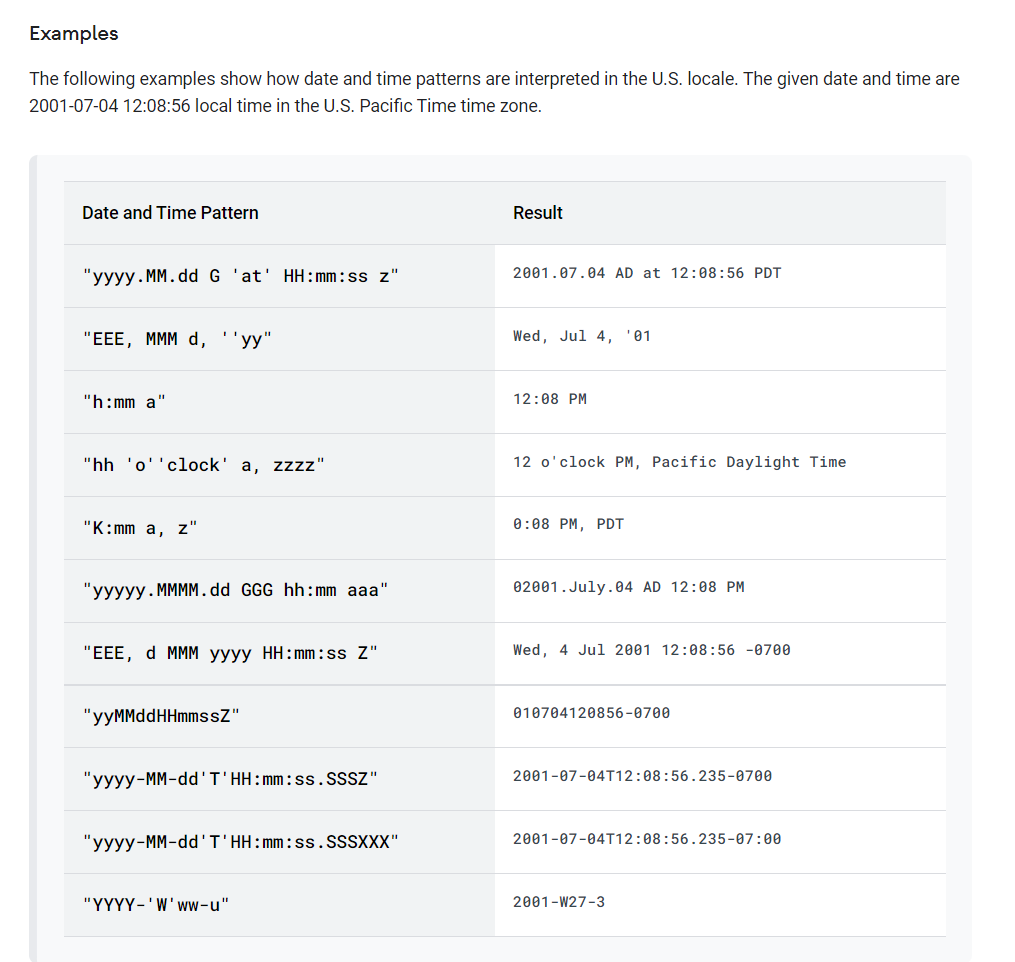 Examples
The following examples show how date and time patterns are interpreted in the U.S. locale. The given date and time are
2001-07-04 12:08:56 local time in the U.S. Pacific Time time zone.
Date and Time Pattern Result
"yyyy.MM.dd G 'at' HH:mm:ss z" 2001.07.04 AD at 12:08:56 PDT
"EEE, MMM d, ''yy" Wed, Jul 4, '01
"h:mm a" 12:08 PM
"hh 'o''clock' a, zzzz" 12 o'clock PM, Pacific Daylight Time
"K:mm a, z" 0:08 PM, PDT
"yyyyy.MMMM.dd GGG hh:mm aaa" 02001.July.04 AD 12:08 PM
"EEE, d MMM yyyy HH:mm:ss Z" Wed, 4 Jul 2001 12:08:56 -0700
"yyMMddHHmmssZ" 010704120856-0700
"yyyy-MM-dd'T'HH:mm:ss.SSSZ" 2001-07-04T12:08:56.235-0700
"yyyy-MM-dd'T'HH:mm:ss.SSSXXX" 2001-07-04T12:08:56.235-07:00
"YYYY-'W'ww-u" 2001-W27-3